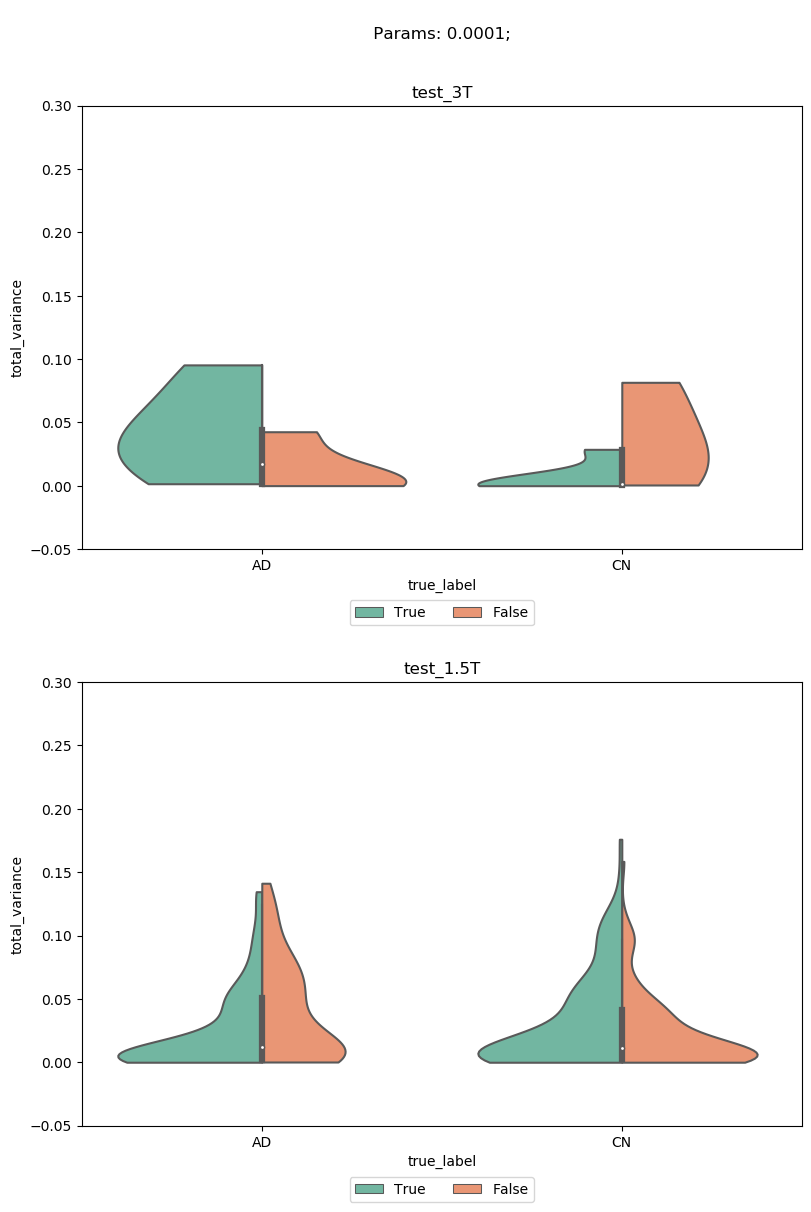 Params: 0.0001;
test_3T
0.30
0.25
0.20
0.15
0.10
0.05
0.00
−0.05
total_variance
AD CN
true_label
True False
test_1.5T
0.30
0.25
0.20
0.15
0.10
0.05
0.00
−0.05
total_variance
AD CN
true_label
True False